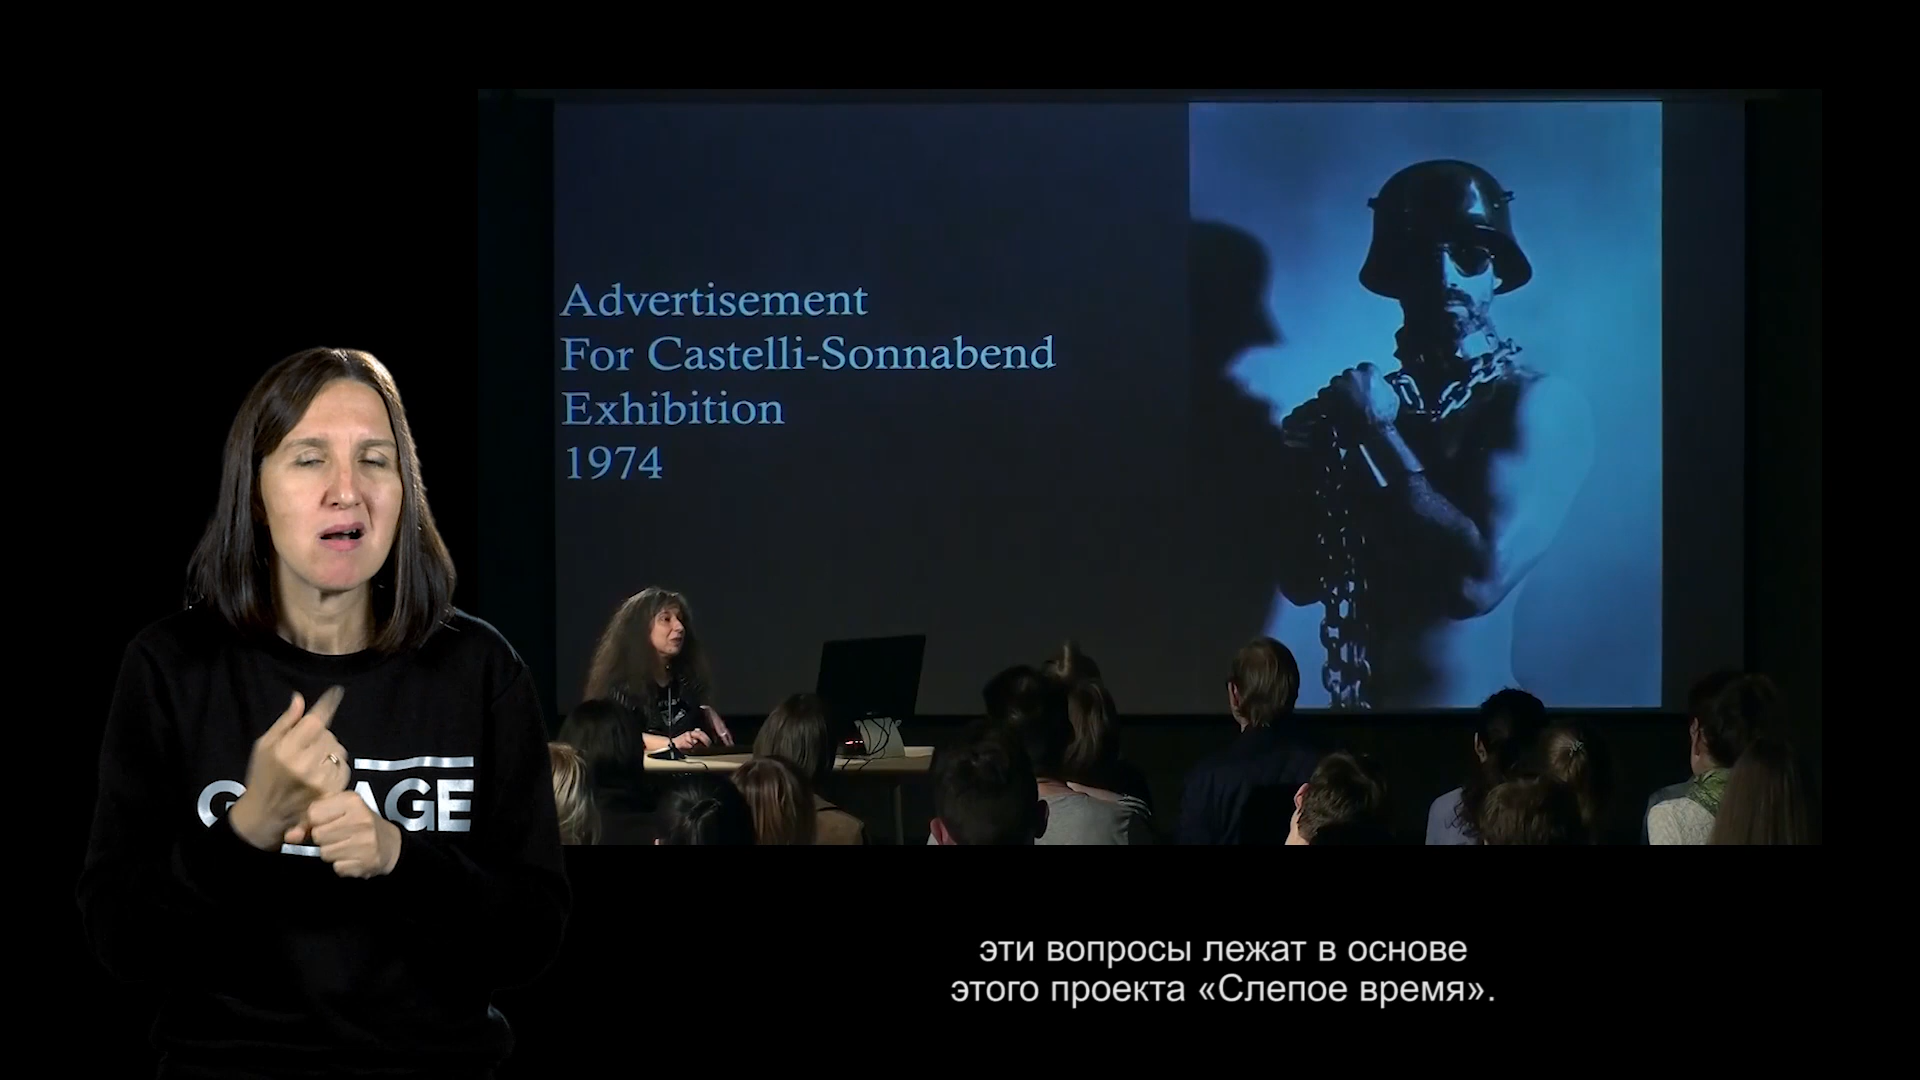 Advertisement
For Castelli-Sonnabend
Exhibition
1974
эти вопросы лежат в основе
этого проекта «Слепое время».